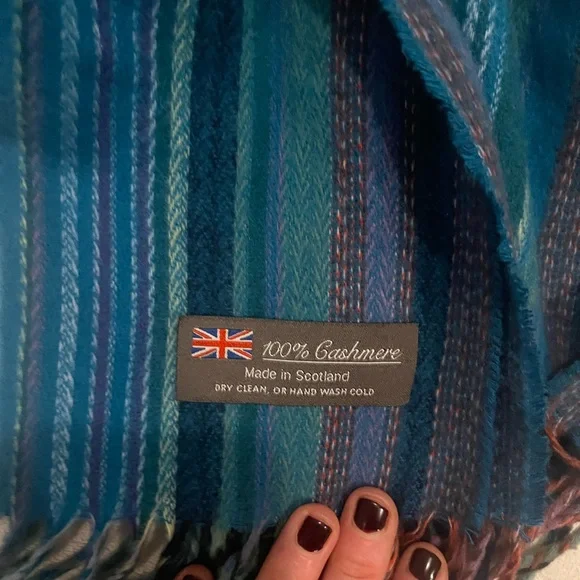 100% Cashmere
Made in Scotland
DRY CLEAN, OR HAND WASH COLD